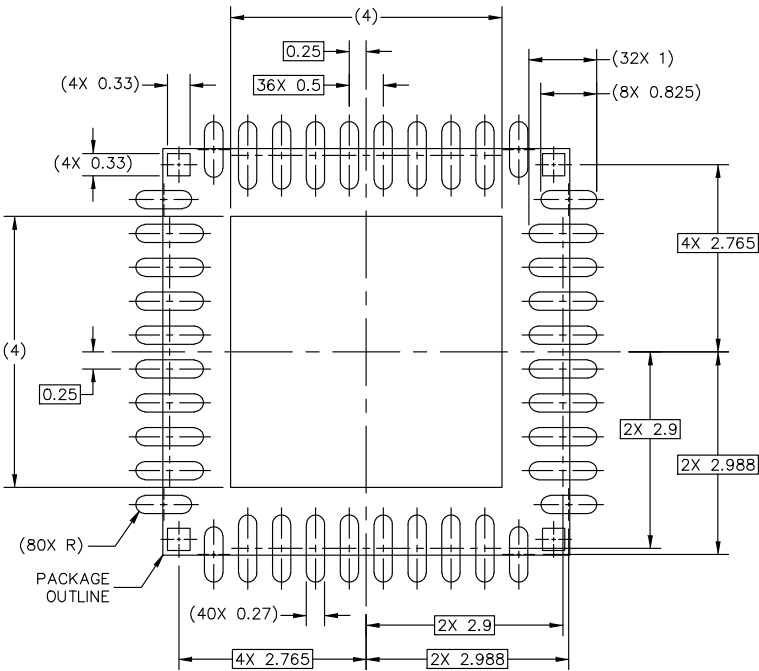 (4)
0.25
(32X 1)
(4X 0.33)
36X 0.5
(8X 0.825)
(4X 0.33)
4X 2.765
(4)
0.25
2X 2.9
2X 2.988
(80X R)
PACKAGE
OUTLINE
(40X 0.27)
2X 2.9
4X 2.765
2X 2.988